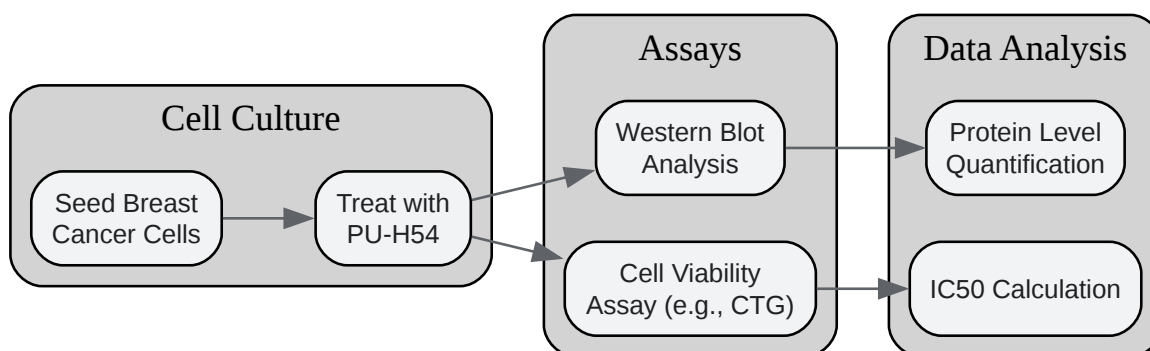 Cell Culture
Seed Breast
Cancer Cells
Treat with
PU-H54
Assays
Western Blot
Analysis
Cell Viability
Assay (e.g., CTG)
Data Analysis
Protein Level
Quantification
IC50 Calculation